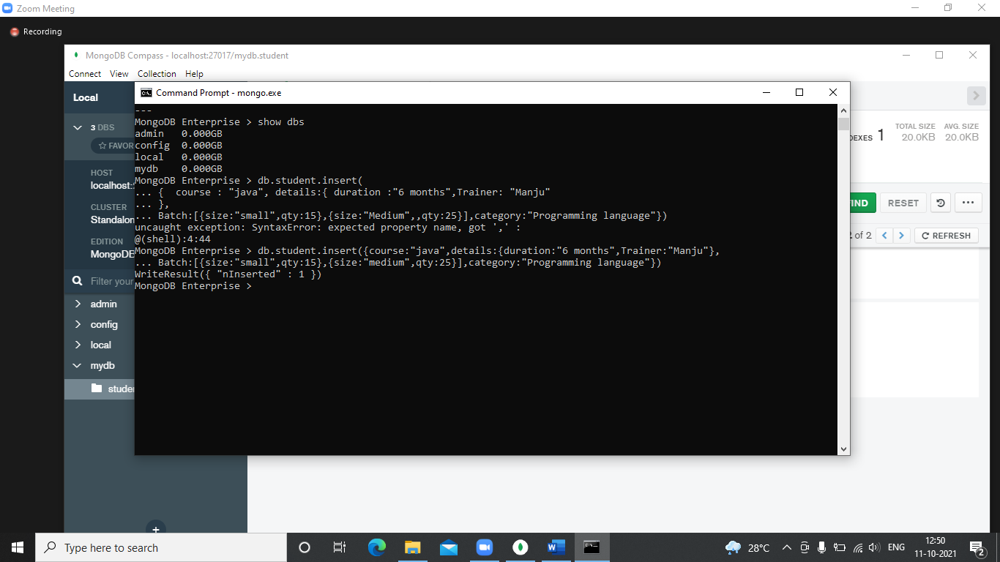 Zoom Meeting
Recording
MongoDB Compass - localhost:27017/mydb.student
Connect View Collection Help
Local
Command Prompt - mongo.exe
3 DBS
FAVOR
HOST
localhost:
CLUSTER
Standalon
EDITION
MongoDB
Filter your
admin
config
local
mydb
studen
---
MongoDB Enterprise > show dbs
admin 0.000GB
config 0.000GB
local 0.000GB
mydb 0.000GB
MongoDB Enterprise > db.student.insert(
... { course : "java", details:{ duration :"6 months",Trainer: "Manju"
... },
... Batch:[{size:"small",qty:15},{size:"Medium",,qty:25}],category:"Programming language"})
uncaught exception: SyntaxError: expected property name, got ',' :
@(shell):4:44
MongoDB Enterprise > db.student.insert({course:"java",details:{duration:"6 months",Trainer:"Manju"},
... Batch:[{size:"small",qty:15},{size:"medium",qty:25}],category:"Programming language"})
WriteResult({ "nInserted" : 1 })
MongoDB Enterprise >
DEXES 1
TOTAL SIZE AVG. SIZE
20.0KB 20.0KB
IND RESET
2 of 2 REFRESH
Type here to search
28°C
ENG
12:50
11-10-2021
2